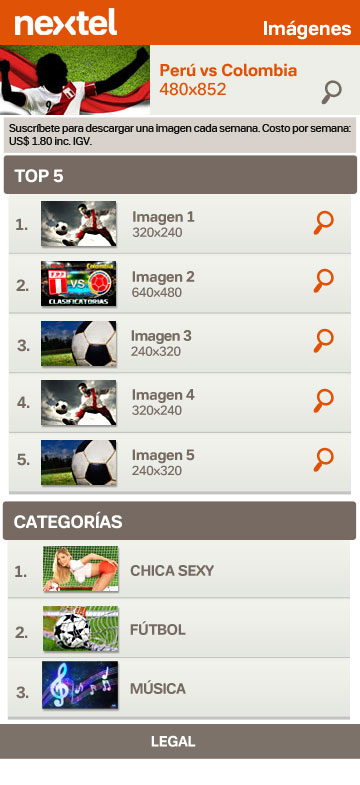 nextel
Imágenes
Perú vs Colombia
480x852
Suscríbete para descargar una imagen cada semana. Costo por semana:
US$ 1.80 inc. IGV.
TOP 5
1. Imagen 1
320x240
2. Imagen 2
640x480
VS
CLASIFICATORIAS
3. Imagen 3
240x320
4. Imagen 4
320x240
5. Imagen 5
240x320
CATEGORÍAS
1. CHICA SEXY
2. FÚTBOL
3. MÚSICA
LEGAL